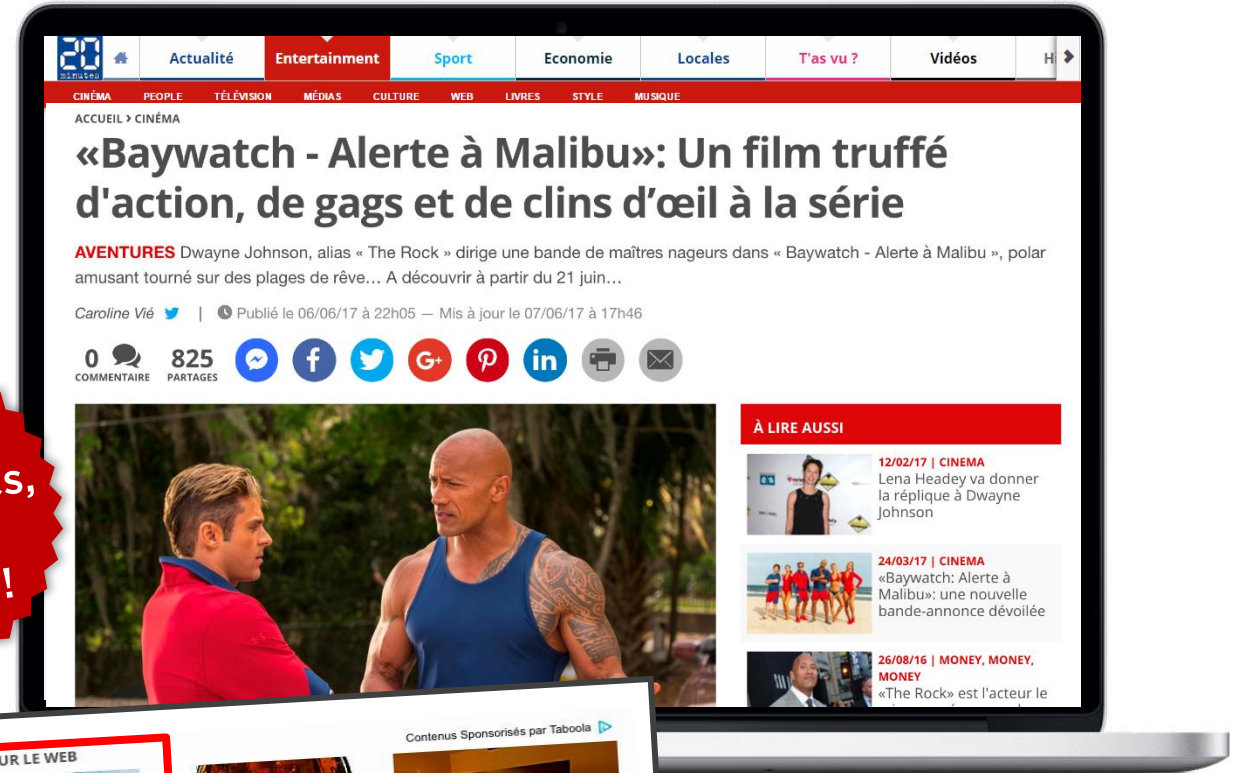 20
minutes
Actualité
Entertainment
Sport
Economie
Locales
T'as vu ?
Vidéos
CINÉMA
PEOPLE
TÉLÉVISION
MÉDIAS
CULTURE
WEB
LIVRES
STYLE
MUSIQUE
ACCUEIL › CINÉMA
«Baywatch - Alerte à Malibu»: Un film truffé
d'action, de gags et de clins d’œil à la série
AVENTURES Dwayne Johnson, alias « The Rock » dirige une bande de maîtres nageurs dans « Baywatch - Alerte à Malibu », polar
amusant tourné sur des plages de rêve… A découvrir à partir du 21 juin…
Caroline Vié | Publié le 06/06/17 à 22h05 — Mis à jour le 07/06/17 à 17h46
0
COMMENTAIRE
825
PARTAGES
f
G+
in
À LIRE AUSSI
12/02/17 | CINEMA
Lena Headey va donner
la réplique à Dwayne
Johnson
24/03/17 | CINEMA
«Baywatch: Alerte à
Malibu»: une nouvelle
bande-annonce dévoilée
26/08/16 | MONEY, MONEY,
MONEY
«The Rock» est l'acteur le
Contenus Sponsorisés par Taboola
UR LE WEB